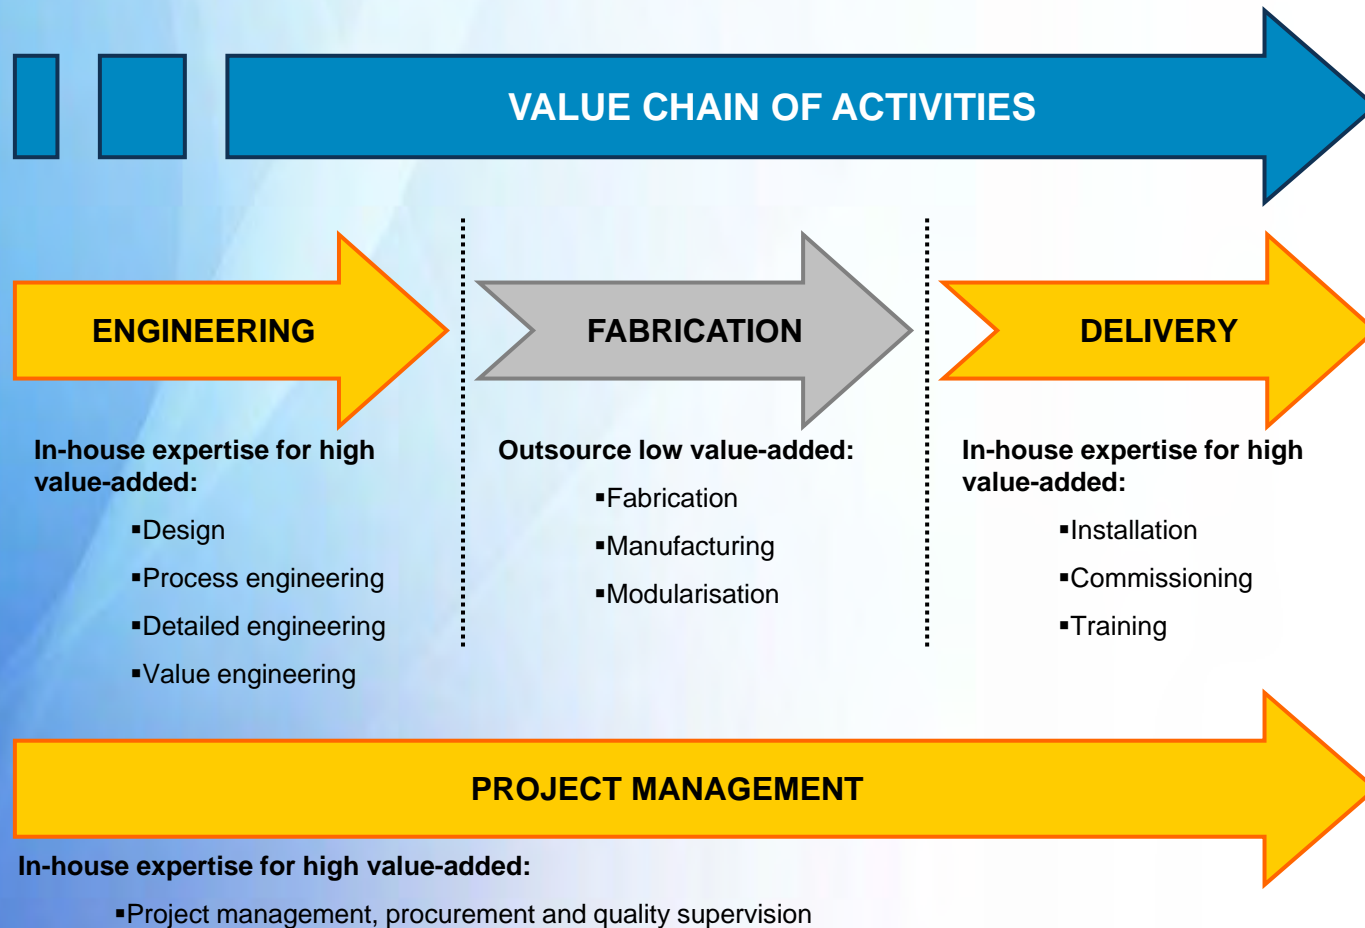 VALUE CHAIN OF ACTIVITIES
ENGINEERING
In-house expertise for high
value-added:
▪Design
▪Process engineering
▪Detailed engineering
▪Value engineering
FABRICATION
Outsource low value-added:
▪Fabrication
▪Manufacturing
▪Modularisation
DELIVERY
In-house expertise for high
value-added:
▪Installation
▪Commissioning
▪Training
PROJECT MANAGEMENT
In-house expertise for high value-added:
▪Project management, procurement and quality supervision